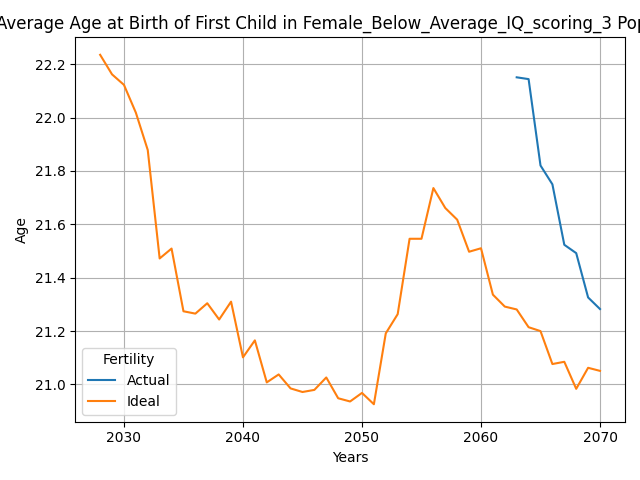 Average Age at Birth of First Child in Female_Below_Average_IQ_scoring_3
22.2
22.0
21.8
21.6
21.4
21.2
21.0
Age
Fertility
Actual
Ideal
2030 2040 2050 2060 2070
Years